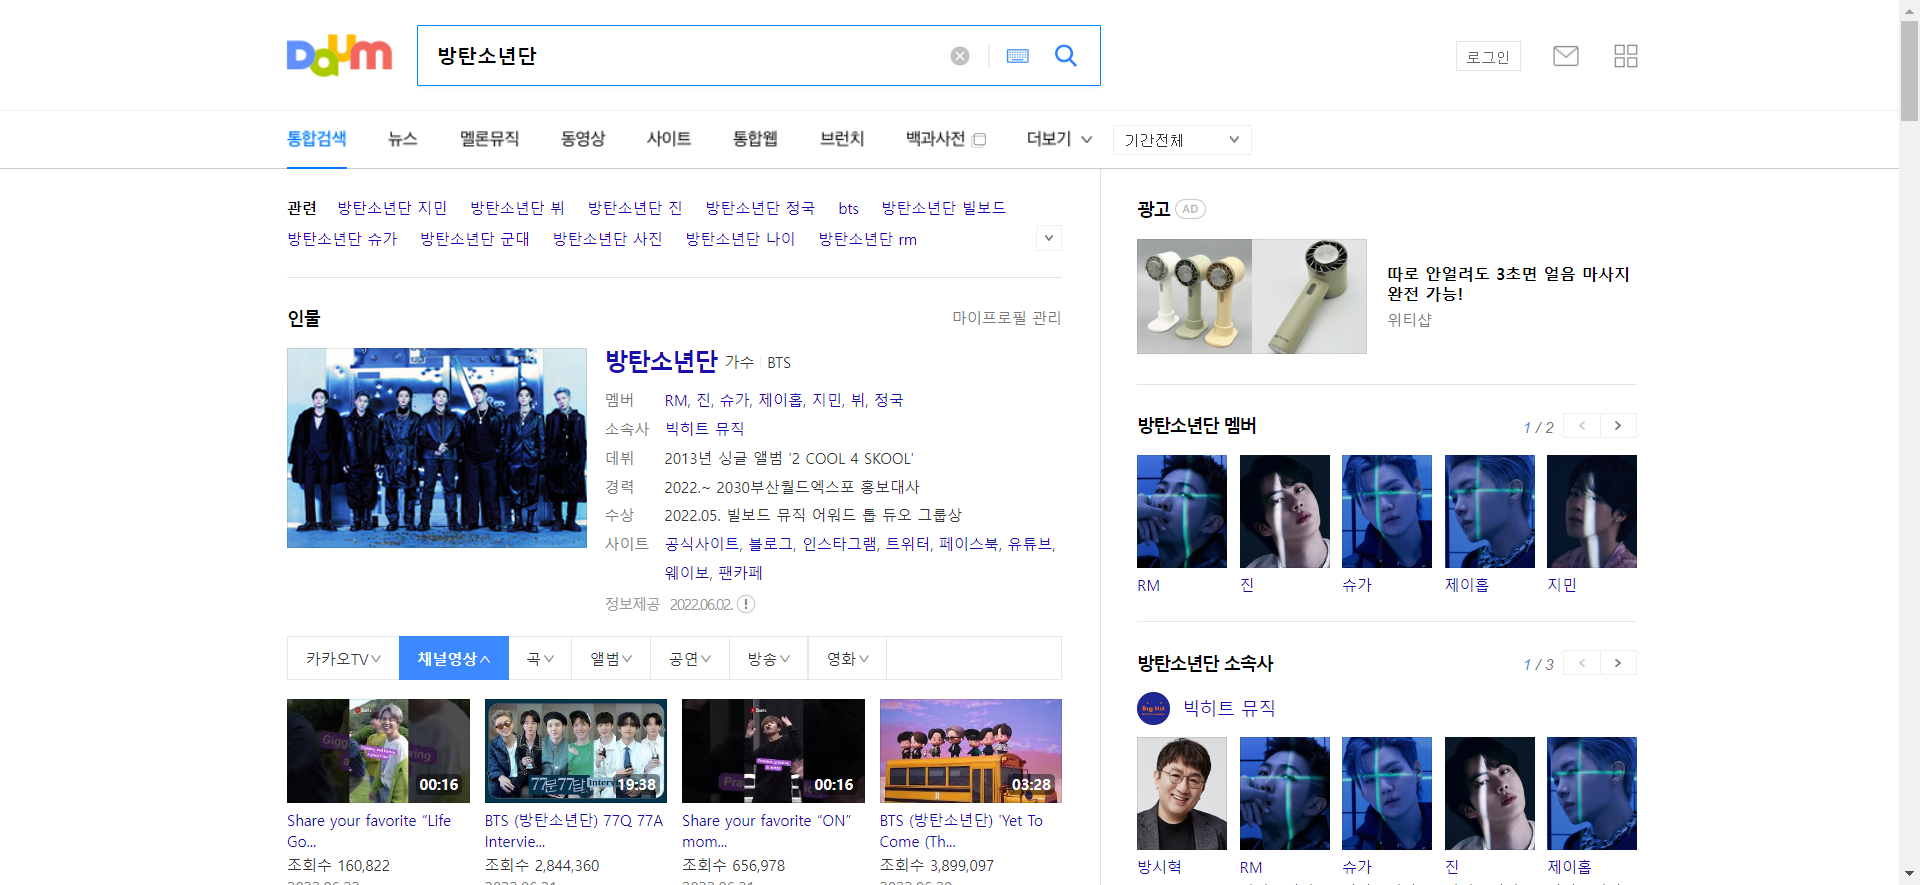 Daum
방탄소년단
로그인
통합검색 뉴스 멜론뮤직 동영상 사이트 통합웹 브런치 백과사전 더보기 기간전체
관련 방탄소년단 지민 방탄소년단 뷔 방탄소년단 진 방탄소년단 정국 bts 방탄소년단 빌보드
방탄소년단 슈가 방탄소년단 군대 방탄소년단 사진 방탄소년단 나이 방탄소년단 rm
인물 마이프로필 관리
방탄소년단 가수 BTS
멤버 RM, 진, 슈가, 제이홉, 지민, 뷔, 정국
소속사 빅히트 뮤직
데뷔 2013년 싱글 앨범 '2 COOL 4 SKOOL'
경력 2022.~ 2030부산월드엑스포 홍보대사
수상 2022.05. 빌보드 뮤직 어워드 톱 듀오 그룹상
사이트 공식사이트, 블로그, 인스타그램, 트위터, 페이스북, 유튜브,
웨이보, 팬카페
정보제공 2022.06.02.
카카오TV 채널영상 곡 앨범 공연 방송 영화
00:16
77문 77답 Interv 19:38
00:16
03:28
Share your favorite “Life
Go...
조회수 160,822
BTS (방탄소년단) 77Q 77A
Intervie...
조회수 2,844,360
Share your favorite “ON”
mom...
조회수 656,978
BTS (방탄소년단) 'Yet To
Come (Th...
조회수 3,899,097
광고 AD
따로 안얼려도 3초면 얼음 마사지
완전 가능!
위티샵
방탄소년단 멤버 1 / 2
RM 진 슈가 제이홉 지민
방탄소년단 소속사 1 / 3
Big Hit
빅히트 뮤직
방시혁 RM 슈가 진 제이홉